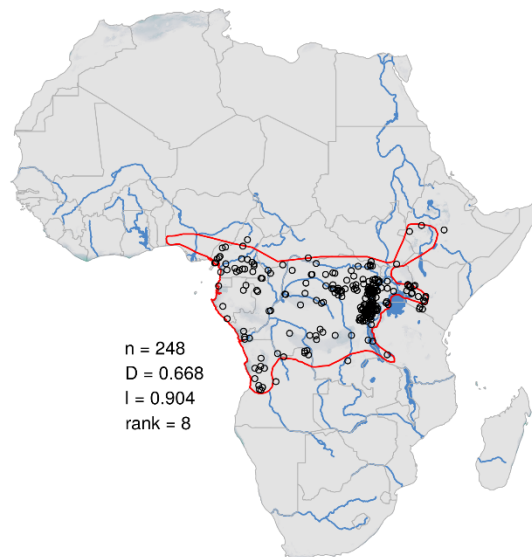 n = 248
D = 0.668
I = 0.904
rank = 8